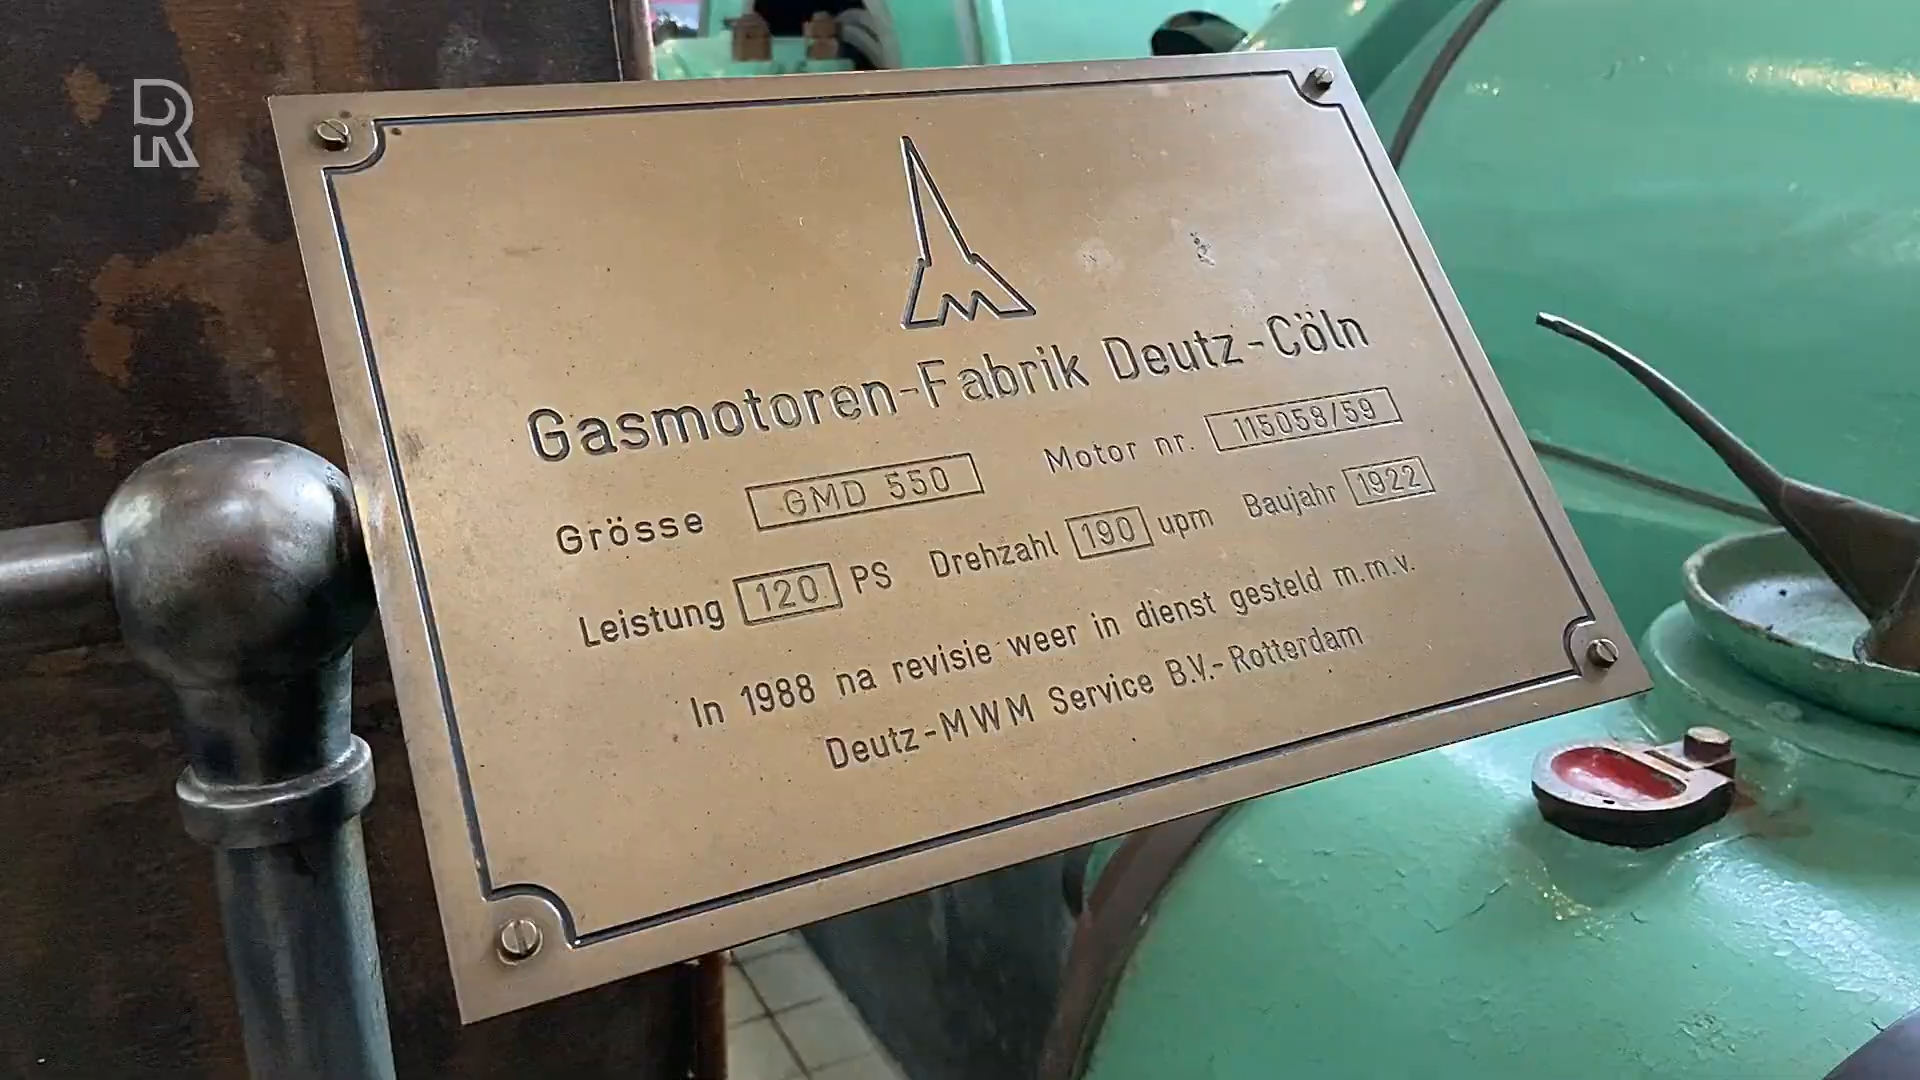 R
Gasmotoren-Fabrik Deutz-Cöln
Grösse GMD 550 Motor nr. 115058/59
Leistung 120 PS Drehzahl 190 upm Baujahr 1922
In 1988 na revisie weer in dienst gesteld m.m.v.
Deutz-MWM Service B.V.-Rotterdam